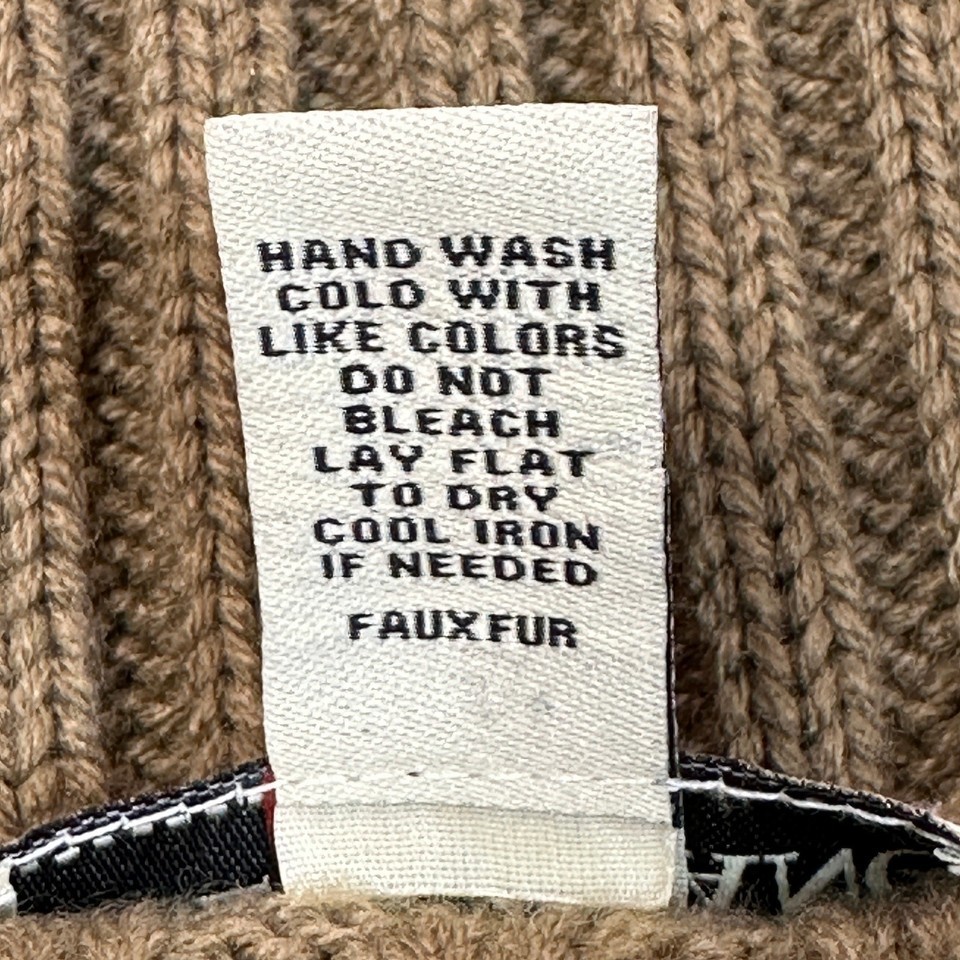 HAND WASH
COLD WITH
LIKE COLORS
DO NOT
BLEACH
LAY FLAT
TO DRY
COOL IRON
IF NEEDED
FAUX FUR